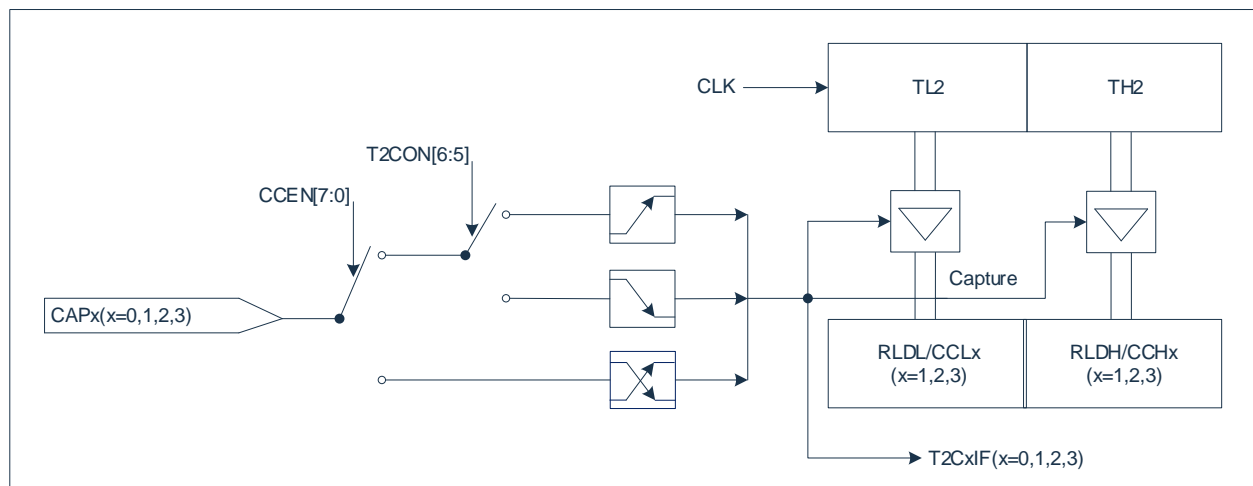 CLK
TL2
TH2
T2CON[6:5]
CCEN[7:0]
Capture
CAPx(x=0,1,2,3)
RLDL/CCLx
(x=1,2,3)
RLDH/CCHx
(x=1,2,3)
T2CxIF(x=0,1,2,3)